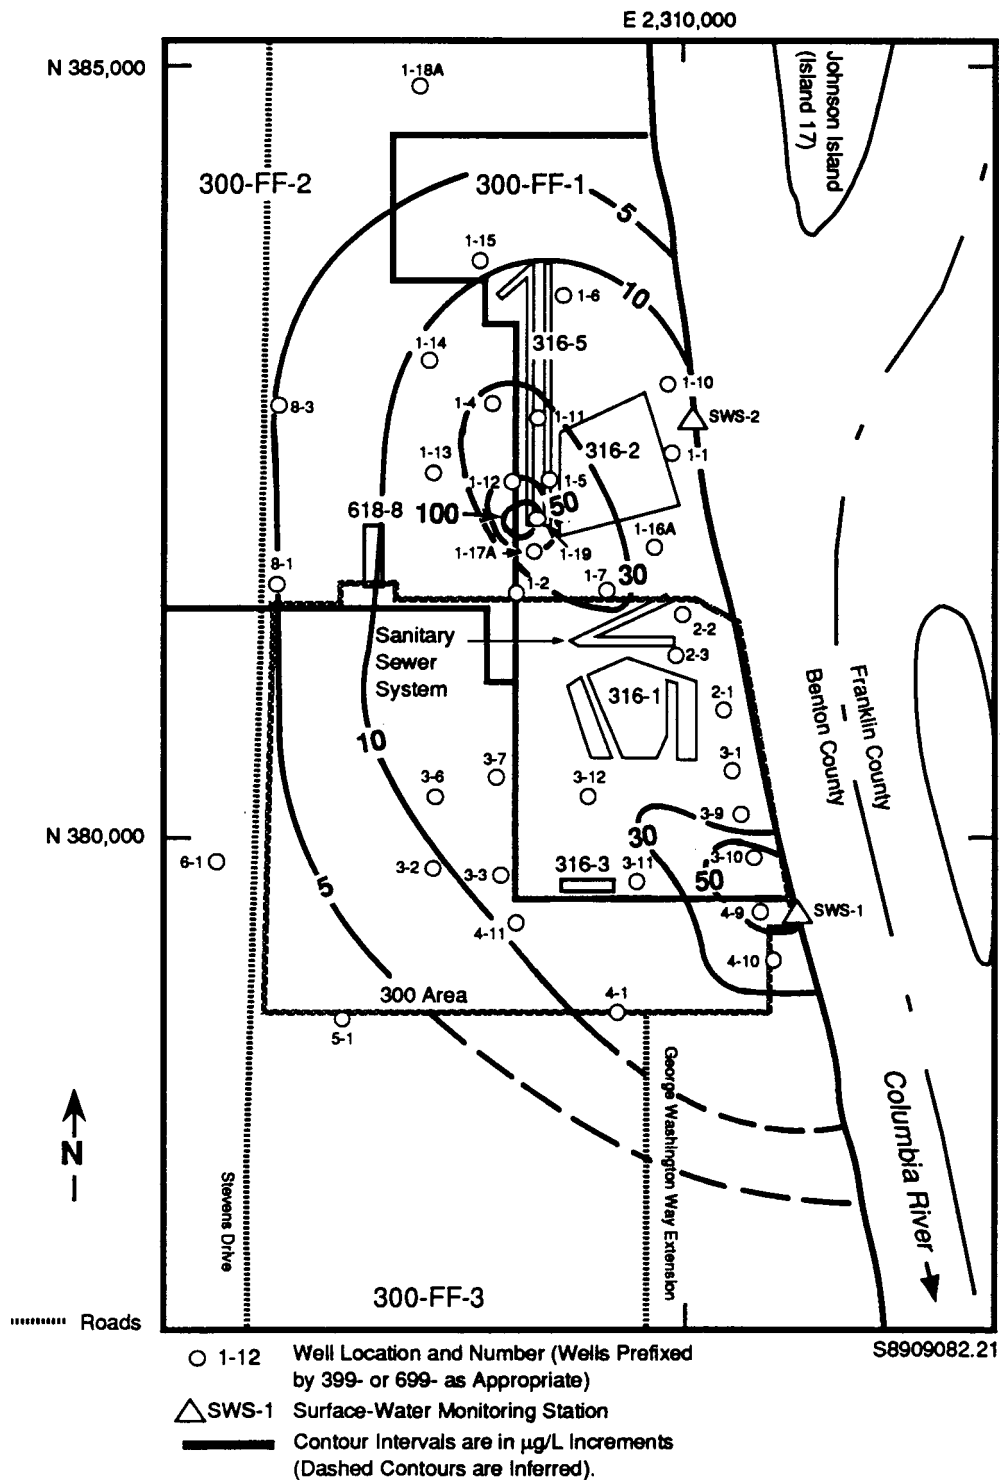 E 2,310,000
N 385,000
1-18A
Johnson Island
(Island 17)
300-FF-2
300-FF-1
5
1-15
1-6
10
316-5
1-14
1-10
8-3
1-4
1-11
SWS-2
316-2
1-1
1-13
1-12
1-5
618-8
100
50
1-17A
1-19
1-16A
30
8-1
1-2
1-7
2-2
Sanitary
Sewer
System
2-3
316-1
2-1
Franklin County
Benton County
10
3-7
3-1
3-6
3-12
3-9
N 380,000
30
3-10
6-1
3-2
3-3
316-3
3-11
50
5
4-9
SWS-1
4-11
4-10
300 Area
4-1
5-1
George Washington Way Extension
Columbia River
N
Stevens Drive
300-FF-3
Roads
S8909082.21
1-12 Well Location and Number (Wells Prefixed
by 399- or 699- as Appropriate)
SWS-1 Surface-Water Monitoring Station
Contour Intervals are in µg/L Increments
(Dashed Contours are Inferred).